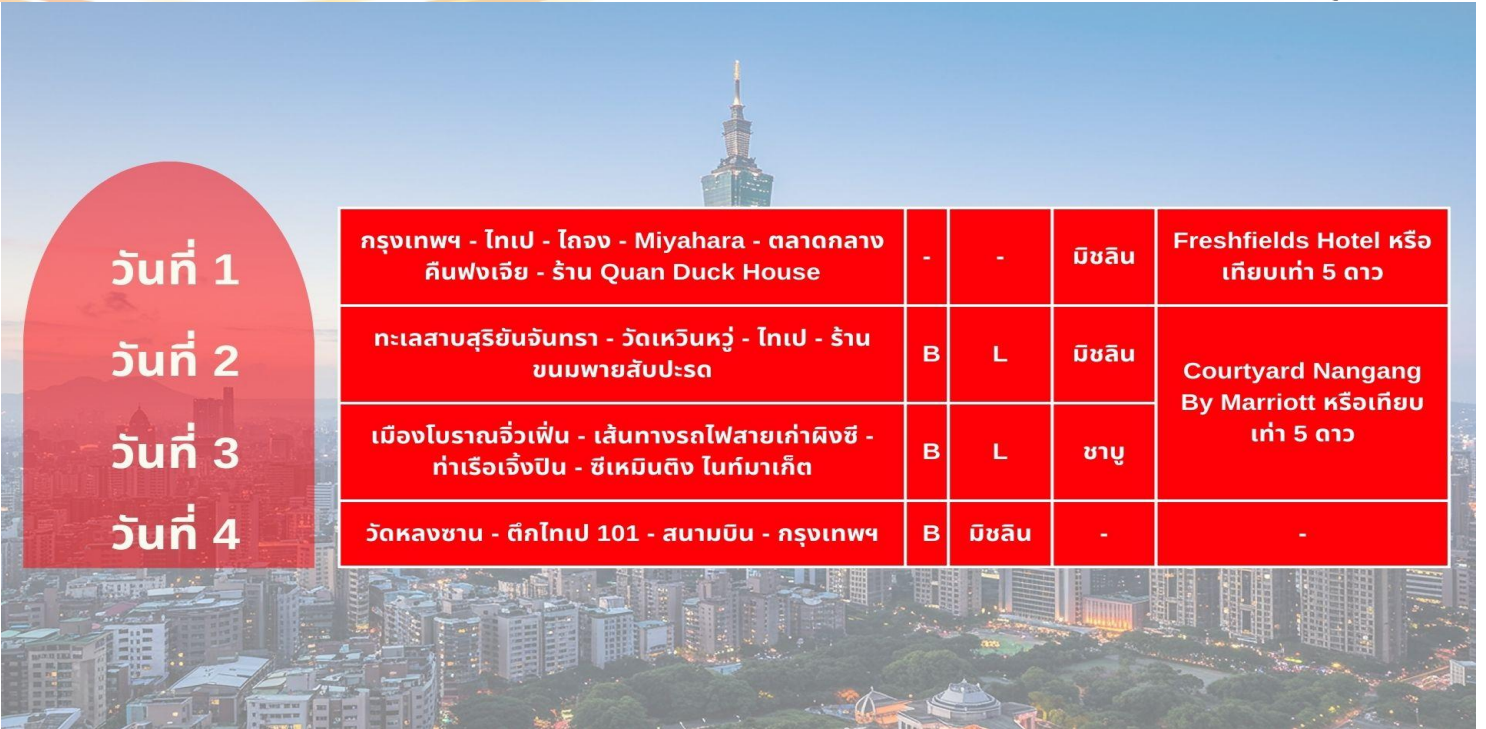 วันที่ 1
กรุงเทพฯ - ไทเป - ไถจง - Miyahara - ตลาดกลาง
คืนฟงเจีย - ร้าน Quan Duck House
-
-
มิชลิน
Freshfields Hotel หรือ
เทียบเท่า 5 ดาว
วันที่ 2
ทะเลสาบสุริยันจันทรา - วัดเหวินหวู่ - ไทเป - ร้าน
ขนมพายสับปะรด
B
L
มิชลิน
Courtyard Nangang
By Marriott หรือเทียบ
เท่า 5 ดาว
วันที่ 3
เมืองโบราณจิ่วเฟิ่น - เส้นทางรถไฟสายเก่าผิงซี -
ท่าเรือเจิ้งปิน - ซีเหมินติง ไนท์มาเก็ต
B
L
ชาบู
วันที่ 4
วัดหลงซาน - ตึกไทเป 101 - สนามบิน - กรุงเทพฯ
B
มิชลิน
-
-